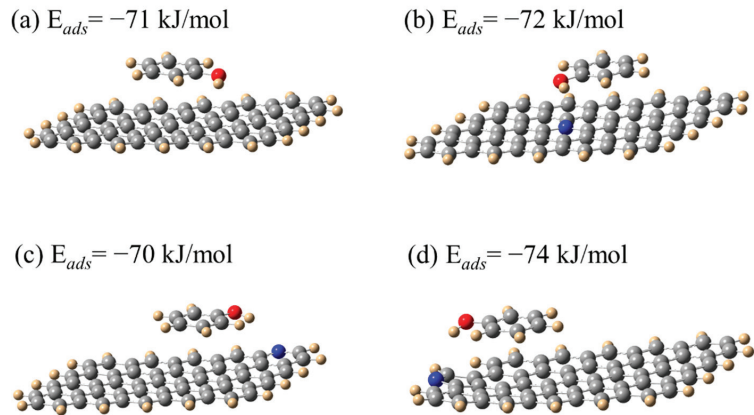 (a) E_ads= −71 kJ/mol
(b) E_ads= −72 kJ/mol
(c) E_ads= −70 kJ/mol
(d) E_ads= −74 kJ/mol